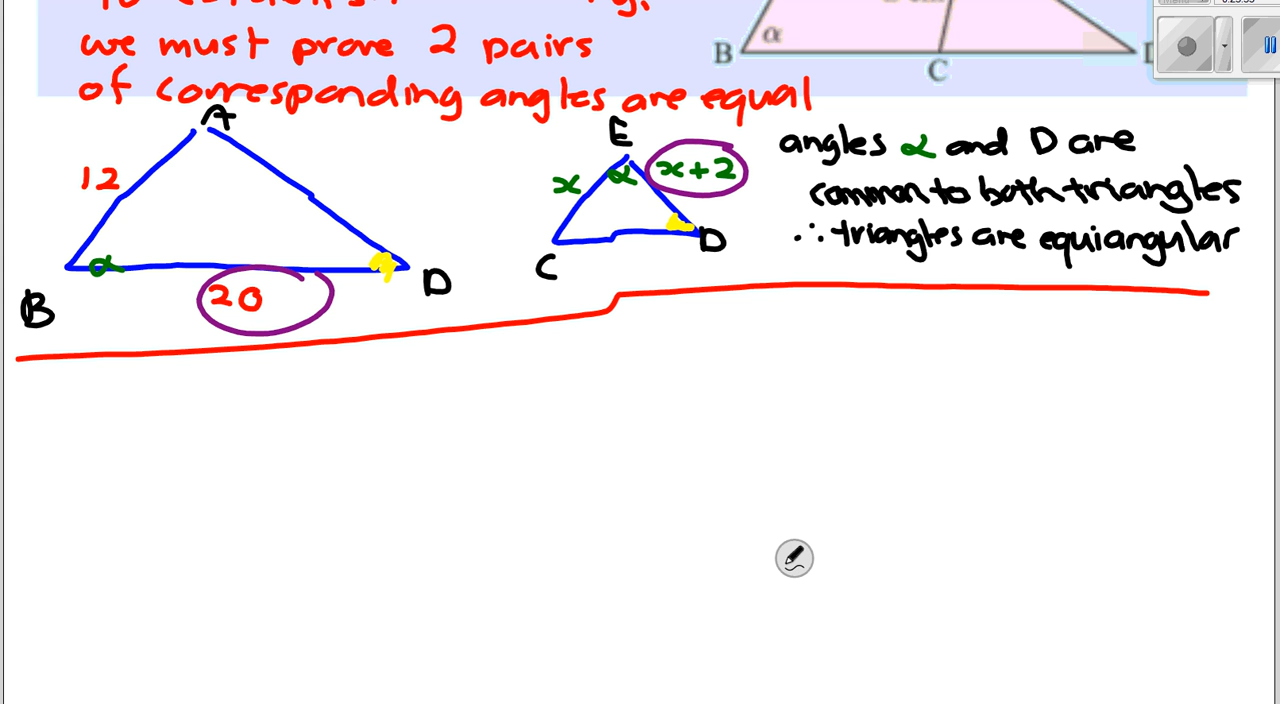 we must prove 2 pairs
of corresponding angles are equal
B α C
A
12
α
20
B D
E
x α x+2
C D
angles α and D are
common to both triangles
∴ triangles are equiangular